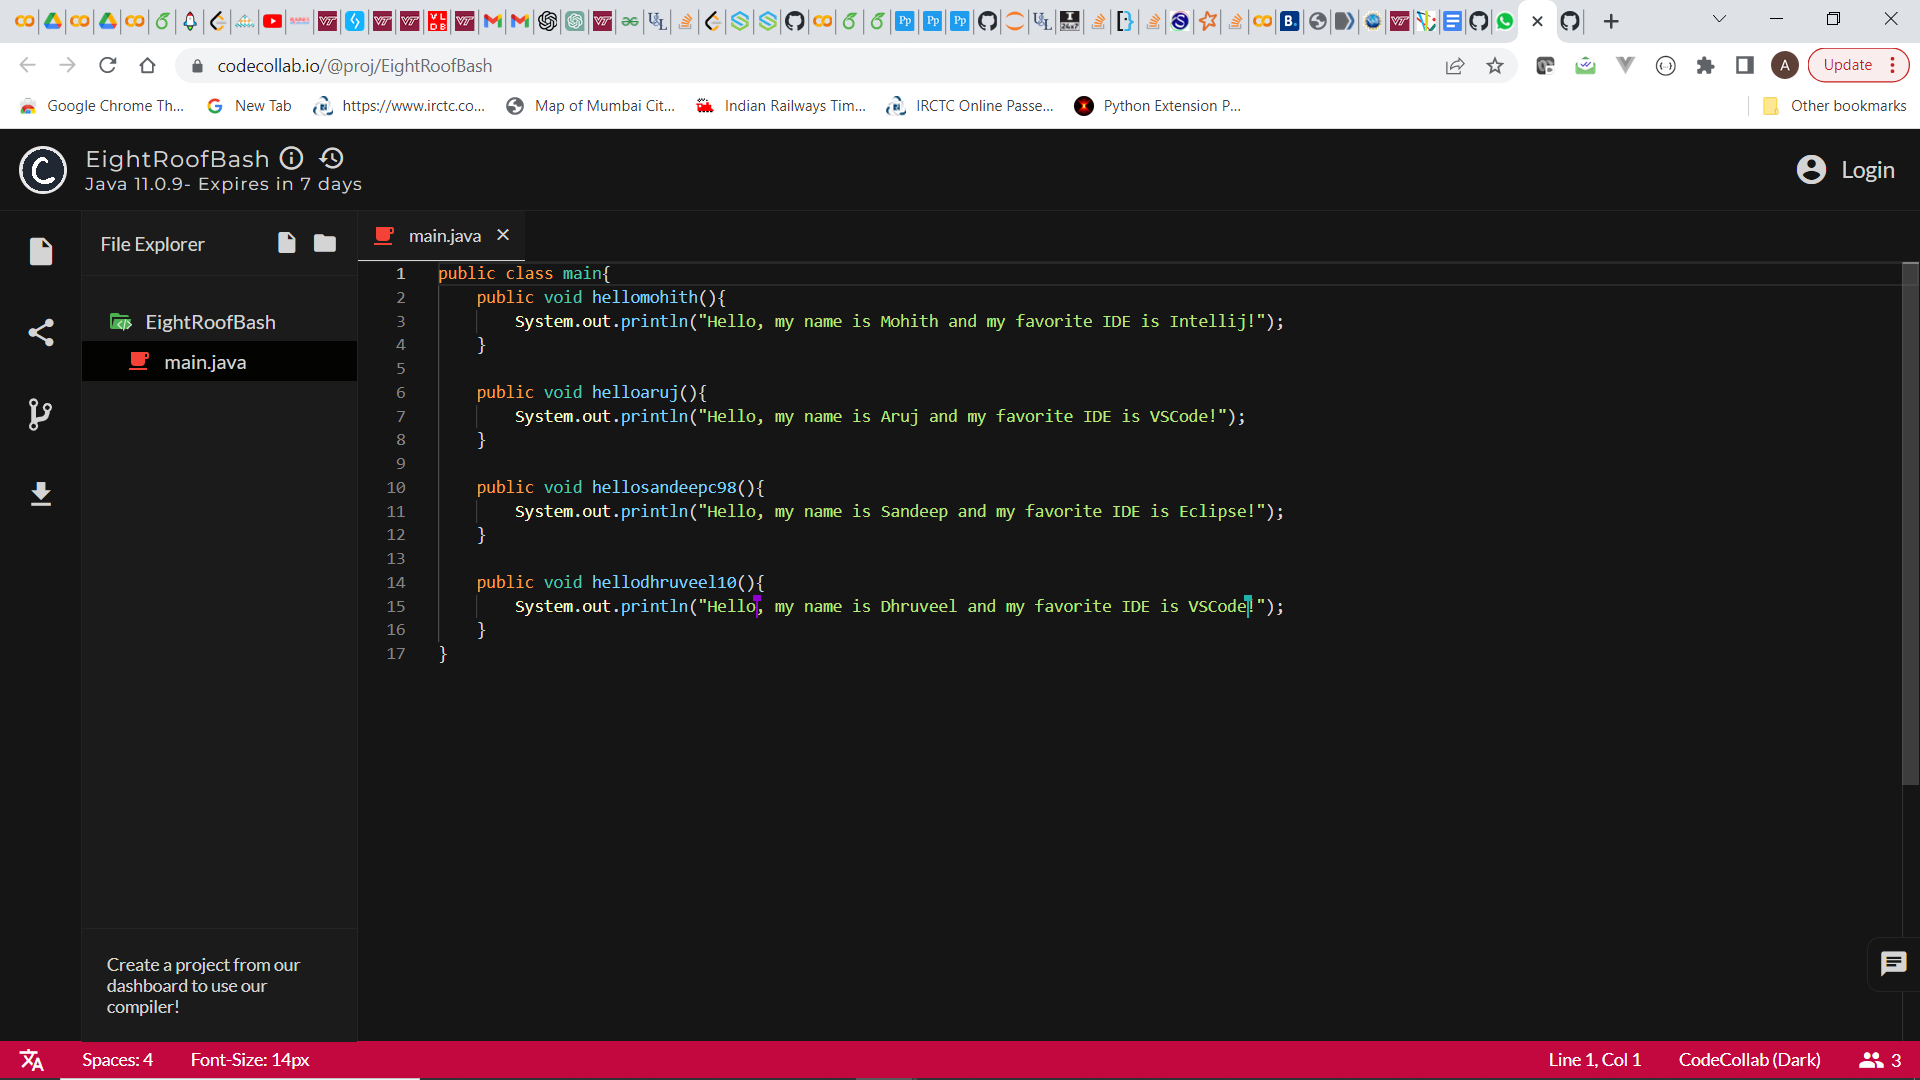 codecollab.io/@proj/EightRoofBash
A
Update
Google Chrome Th...
New Tab
https://www.irctc.co...
Map of Mumbai Cit...
Indian Railways Tim...
IRCTC Online Passe...
Python Extension P...
Other bookmarks
C
EightRoofBash
Java 11.0.9- Expires in 7 days
Login
File Explorer
EightRoofBash
main.java
main.java
1 public class main{
2     public void hellomohith(){
3         System.out.println("Hello, my name is Mohith and my favorite IDE is Intellij!");
4     }
5
6     public void helloaruj(){
7         System.out.println("Hello, my name is Aruj and my favorite IDE is VSCode!");
8     }
9
10     public void hellosandeepc98(){
11         System.out.println("Hello, my name is Sandeep and my favorite IDE is Eclipse!");
12     }
13
14     public void hellodhruveel10(){
15         System.out.println("Hello, my name is Dhruveel and my favorite IDE is VSCode!");
16     }
17 }
Create a project from our
dashboard to use our
compiler!
Spaces: 4
Font-Size: 14px
Line 1, Col 1
CodeCollab (Dark)
3